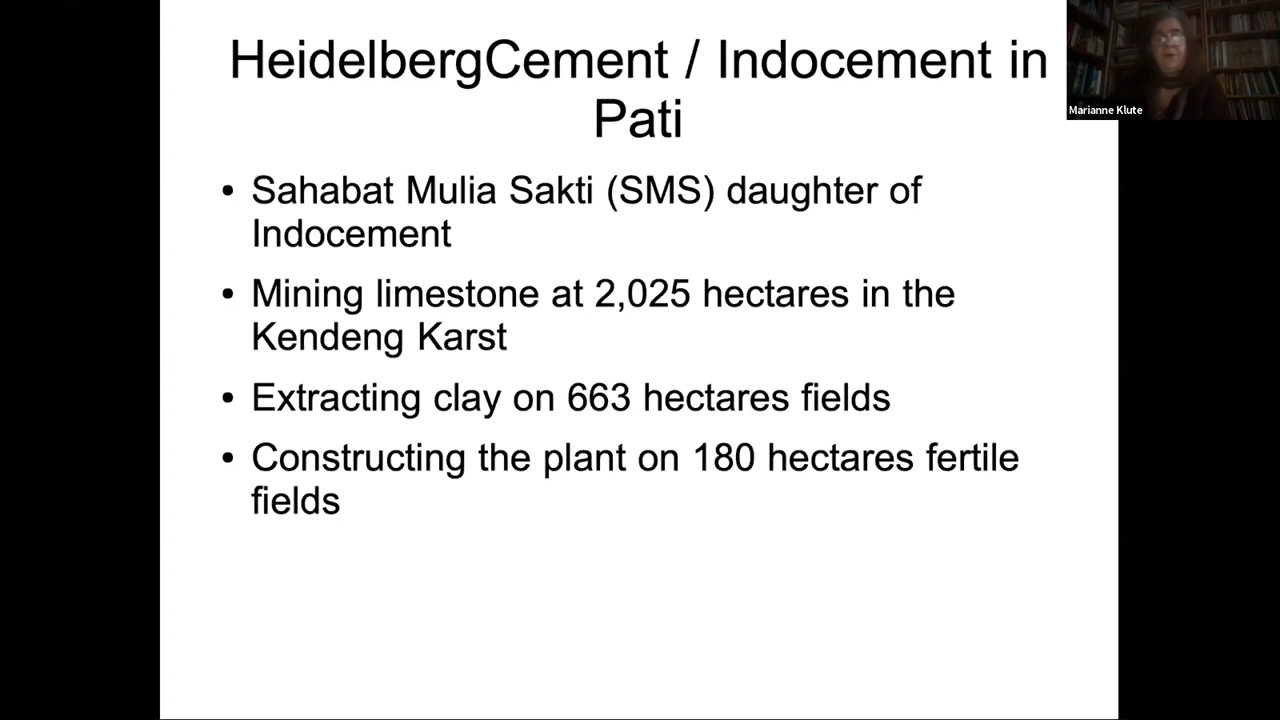 HeidelbergCement / Indocement in
Pati
• Sahabat Mulia Sakti (SMS) daughter of
Indocement
• Mining limestone at 2,025 hectares in the
Kendeng Karst
• Extracting clay on 663 hectares fields
• Constructing the plant on 180 hectares fertile
fields
Marianne Klute